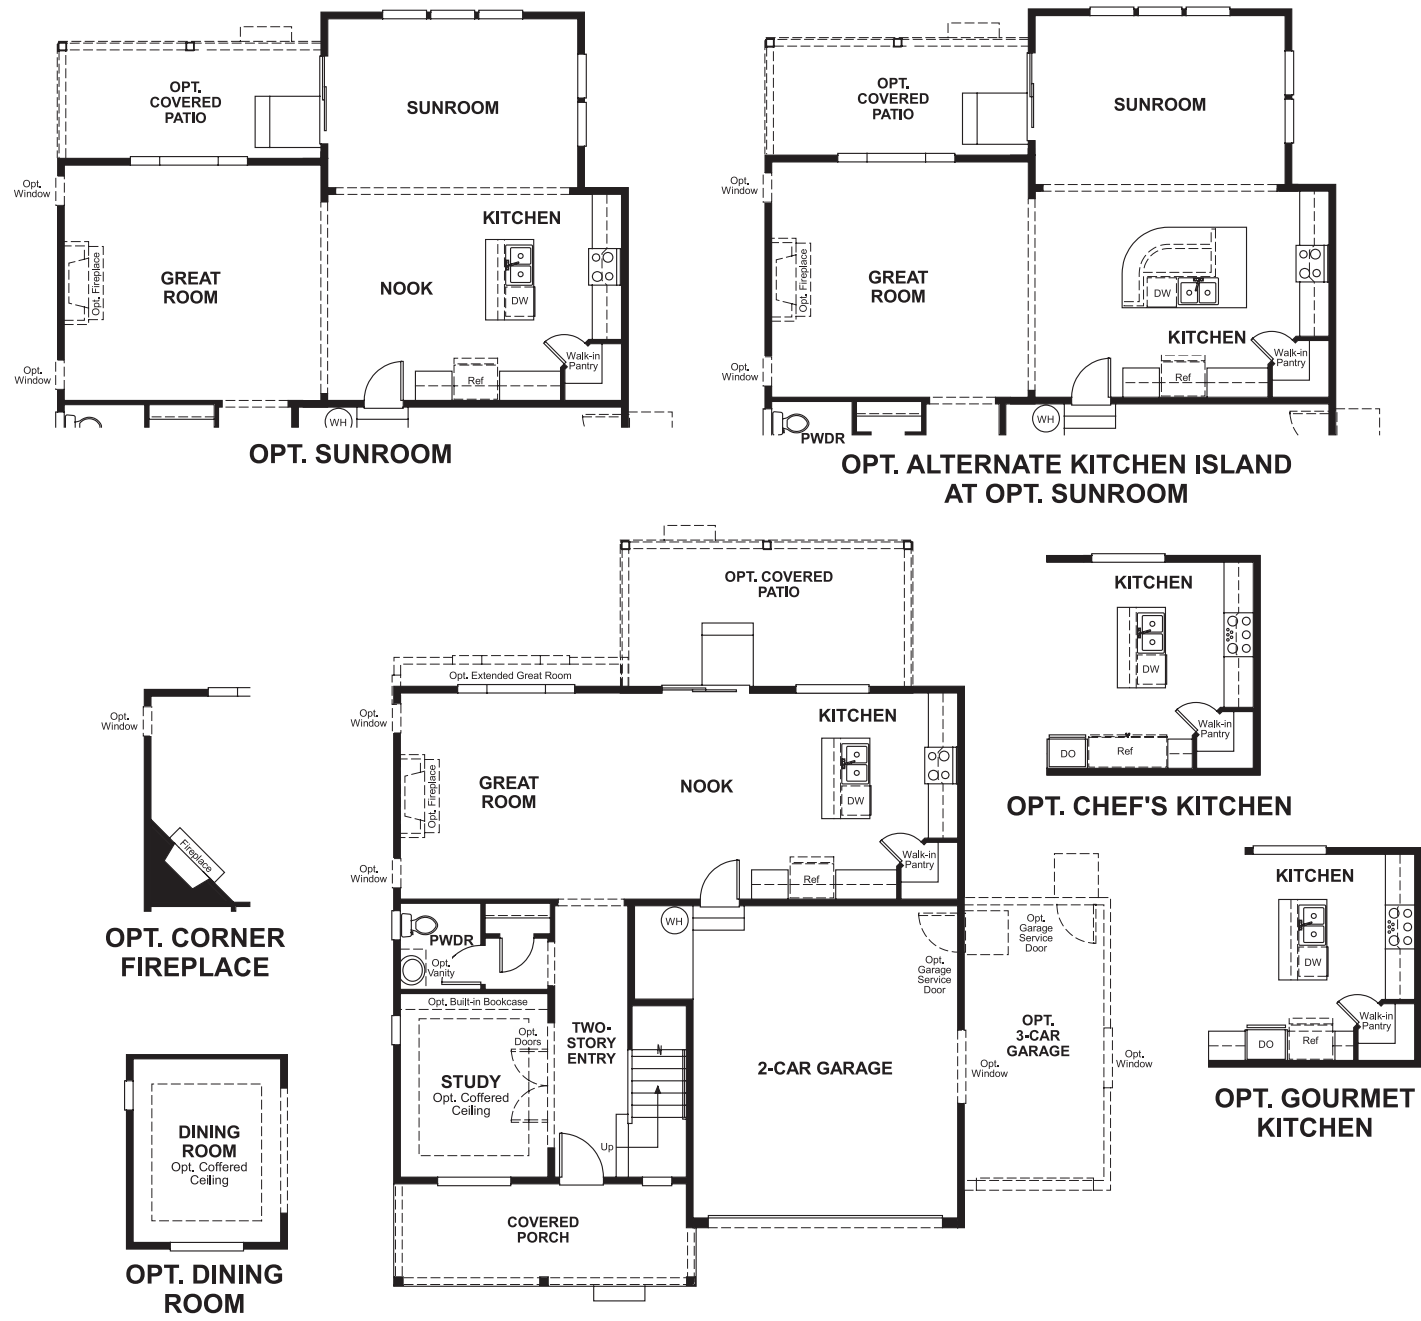 OPT.
COVERED
PATIO
SUNROOM
Opt.
Window
KITCHEN
GREAT
ROOM
Opt. Fireplace
NOOK
DW
Opt.
Window
Walk-in
Pantry
Ref
WH
OPT. SUNROOM
OPT.
COVERED
PATIO
SUNROOM
Opt.
Window
GREAT
ROOM
Opt. Fireplace
DW
KITCHEN
Opt.
Window
Walk-in
Pantry
Ref
WH
PWDR
OPT. ALTERNATE KITCHEN ISLAND
AT OPT. SUNROOM
OPT. COVERED
PATIO
Opt. Extended Great Room
Opt.
Window
KITCHEN
GREAT
ROOM
Opt. Fireplace
NOOK
DW
Opt.
Window
Walk-in
Pantry
Ref
WH
PWDR
Opt.
Vanity
Opt. Built-in Bookcase
Opt.
Doors
TWO-
STORY
ENTRY
STUDY
Opt. Coffered
Ceiling
Up
2-CAR GARAGE
Opt.
Garage
Service
Door
Opt.
Garage
Service
Door
OPT.
3-CAR
GARAGE
Opt.
Window
Opt.
Window
COVERED
PORCH
KITCHEN
DW
Walk-in
Pantry
DO
Ref
OPT. CHEF'S KITCHEN
KITCHEN
DW
Walk-in
Pantry
DO
Ref
OPT. GOURMET
KITCHEN
Opt.
Window
Fireplace
OPT. CORNER
FIREPLACE
DINING
ROOM
Opt. Coffered
Ceiling
OPT. DINING
ROOM